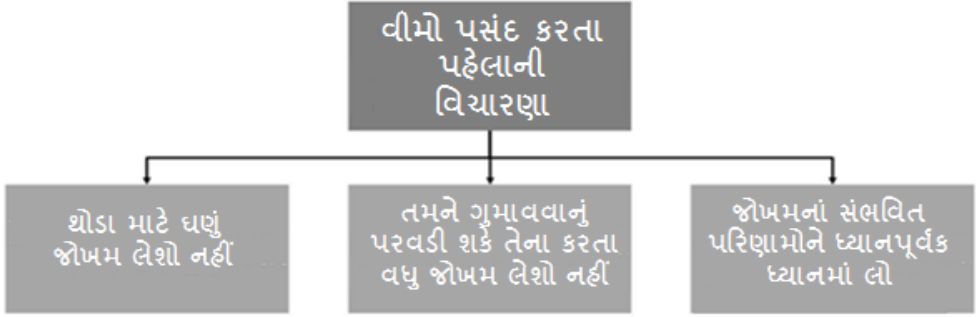 વીમો પસંદ કરતા
પહેલાની
વિચારણા
થોડા માટે ઘણું
જોખમ લેશો નહીં
તમને ગુમાવવાનું
પરવડી શકે તેના કરતા
વધુ જોખમ લેશો નહીં
જોખમનાં સંભવિત
પરિણામોને ધ્યાનપૂર્વક
ધ્યાનમાં લો